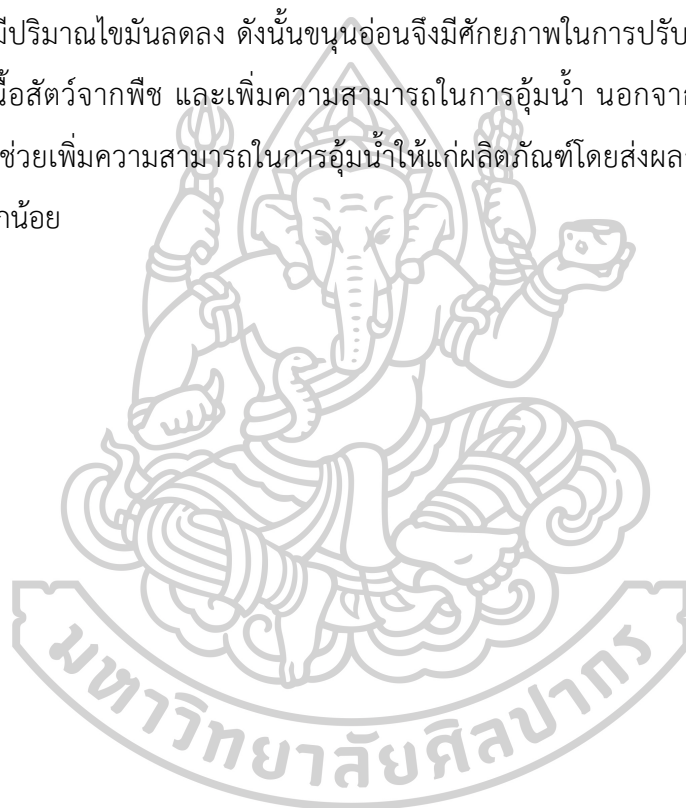 มีปริมาณไขมันลดลง ดังนั้นขนุนอ่อนจึงมีศักยภาพในการปรับ
นื้อสัตว์จากพืช และเพิ่มความสามารถในการอุ้มน้ำ นอกจาก
ช่วยเพิ่มความสามารถในการอุ้มน้ำให้แก่ผลิตภัณฑ์โดยส่งผล
กน้อย
มหาวิทยาลัยศิลปากร